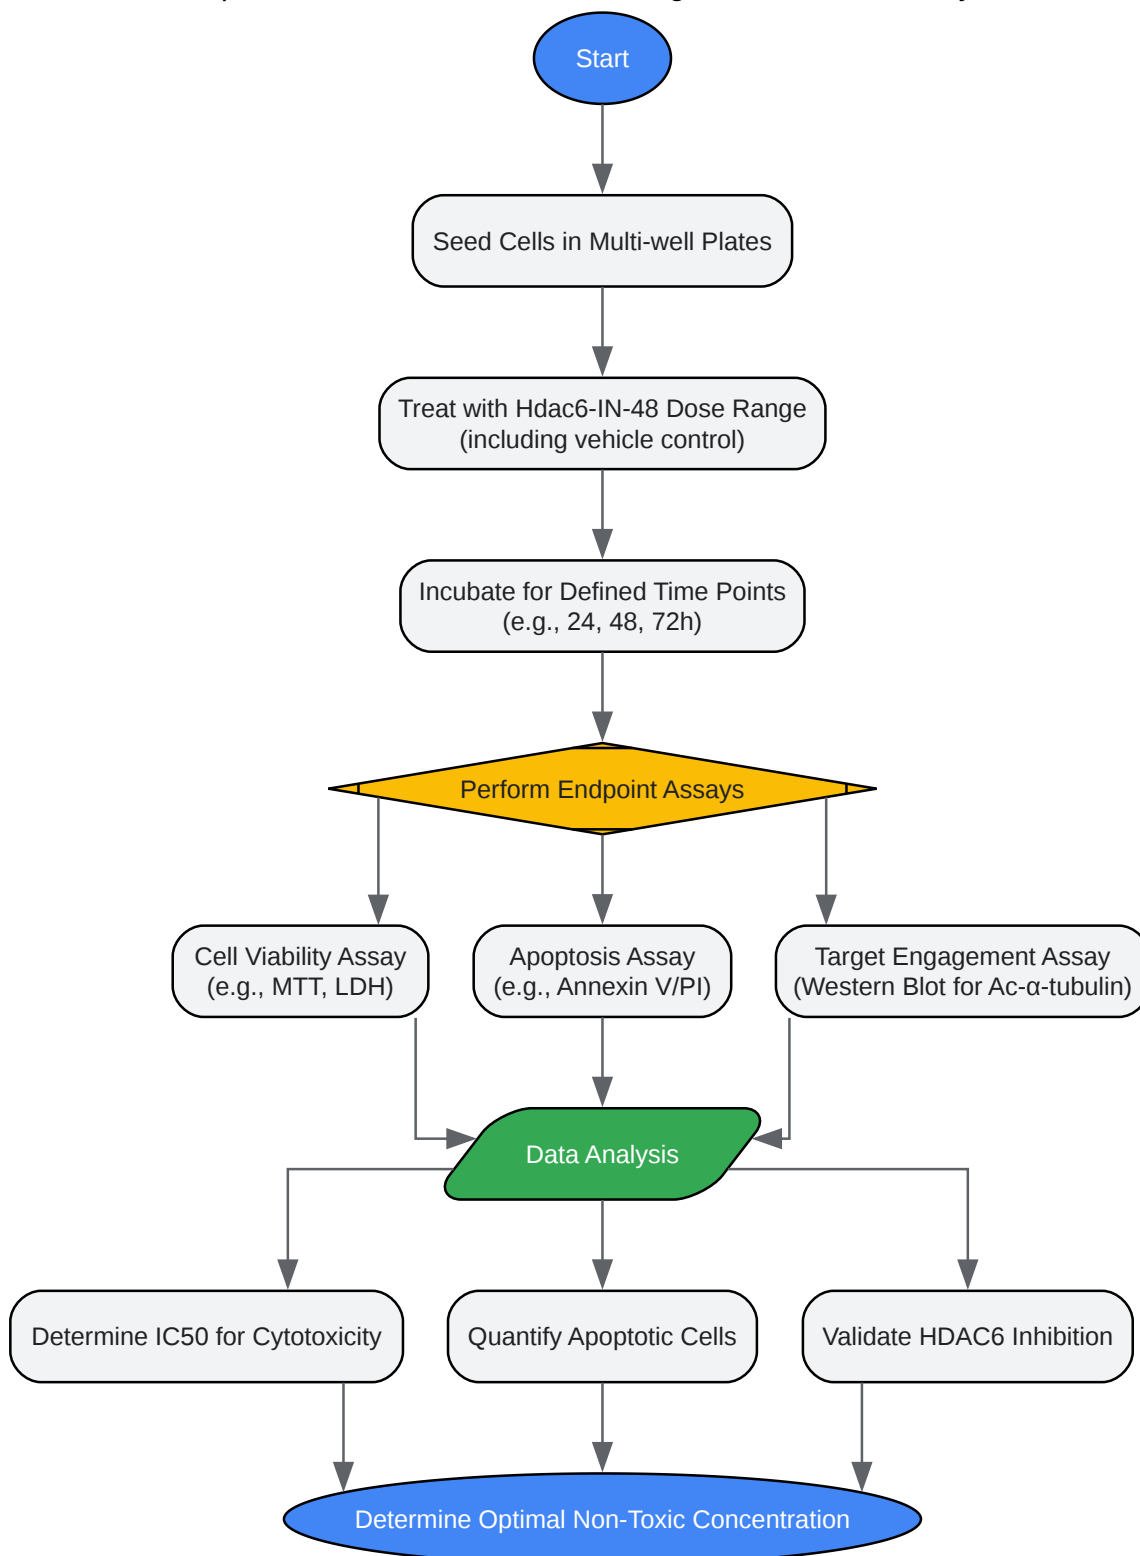 Start
Seed Cells in Multi-well Plates
Treat with Hdac6-IN-48 Dose Range
(including vehicle control)
Incubate for Defined Time Points
(e.g., 24, 48, 72h)
Perform Endpoint Assays
Cell Viability Assay
(e.g., MTT, LDH)
Apoptosis Assay
(e.g., Annexin V/PI)
Target Engagement Assay
(Western Blot for Ac-α-tubulin)
Data Analysis
Determine IC50 for Cytotoxicity
Quantify Apoptotic Cells
Validate HDAC6 Inhibition
Determine Optimal Non-Toxic Concentration